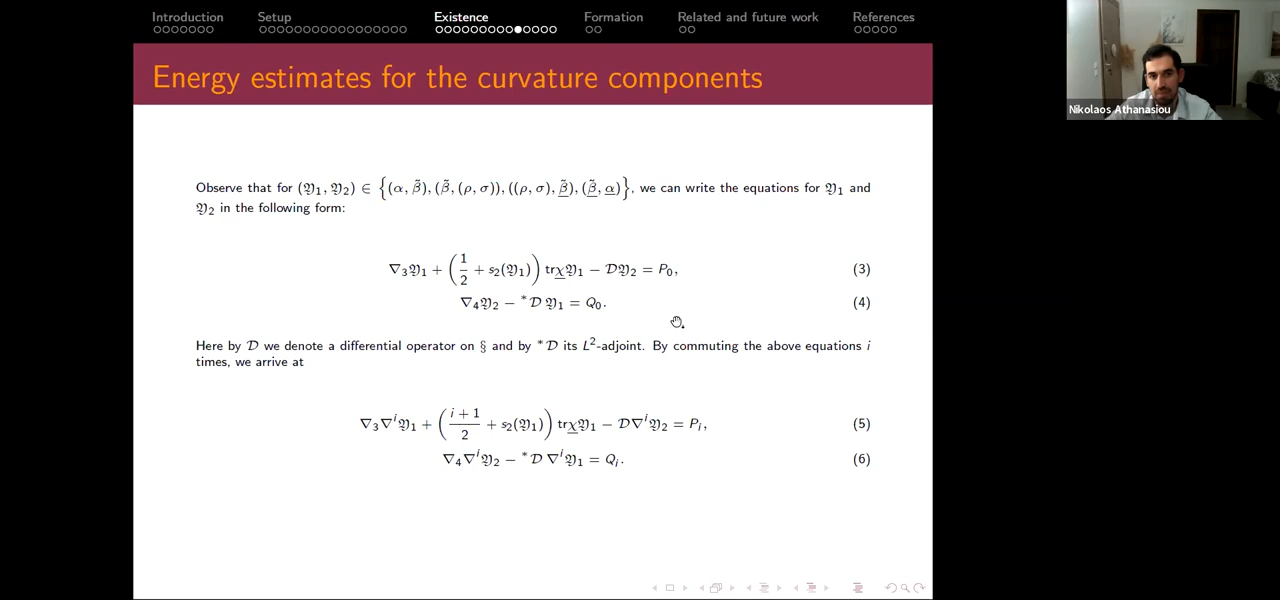 Introduction Setup Existence Formation Related and future work References
Energy estimates for the curvature components
Nikolaos Athanasiou
Observe that for (𝔜₁, 𝔜₂) ∈ {(α, β̃), (β̃, (ρ, σ)), ((ρ, σ), β̲̃), (β̲̃, α̲)}, we can write the equations for 𝔜₁ and
𝔜₂ in the following form:
∇₃𝔜₁ + (1/2 + s₂(𝔜₁)) trχ̲𝔜₁ − 𝒟𝔜₂ = P₀, (3)
∇₄𝔜₂ − *𝒟 𝔜₁ = Q₀. (4)
Here by 𝒟 we denote a differential operator on § and by *𝒟 its L²-adjoint. By commuting the above equations i
times, we arrive at
∇₃∇ⁱ𝔜₁ + ((i + 1)/2 + s₂(𝔜₁)) trχ̲𝔜₁ − 𝒟∇ⁱ𝔜₂ = Pᵢ, (5)
∇₄∇ⁱ𝔜₂ − *𝒟 ∇ⁱ𝔜₁ = Qᵢ. (6)